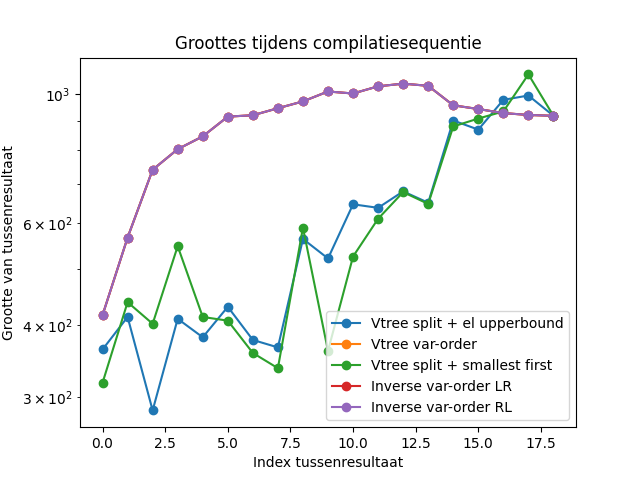 Groottes tijdens compilatiesequentie
Grootte van tussenresultaat
10³
6 × 10²
4 × 10²
3 × 10²
Vtree split + el upperbound
Vtree var-order
Vtree split + smallest first
Inverse var-order LR
Inverse var-order RL
0.0 2.5 5.0 7.5 10.0 12.5 15.0 17.5
Index tussenresultaat